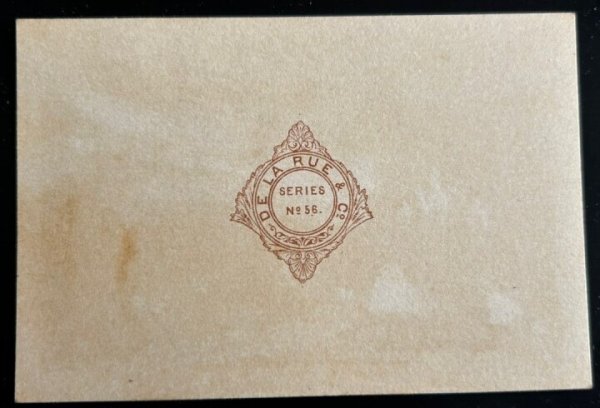 DE LA RUE & Co
SERIES
No 56.